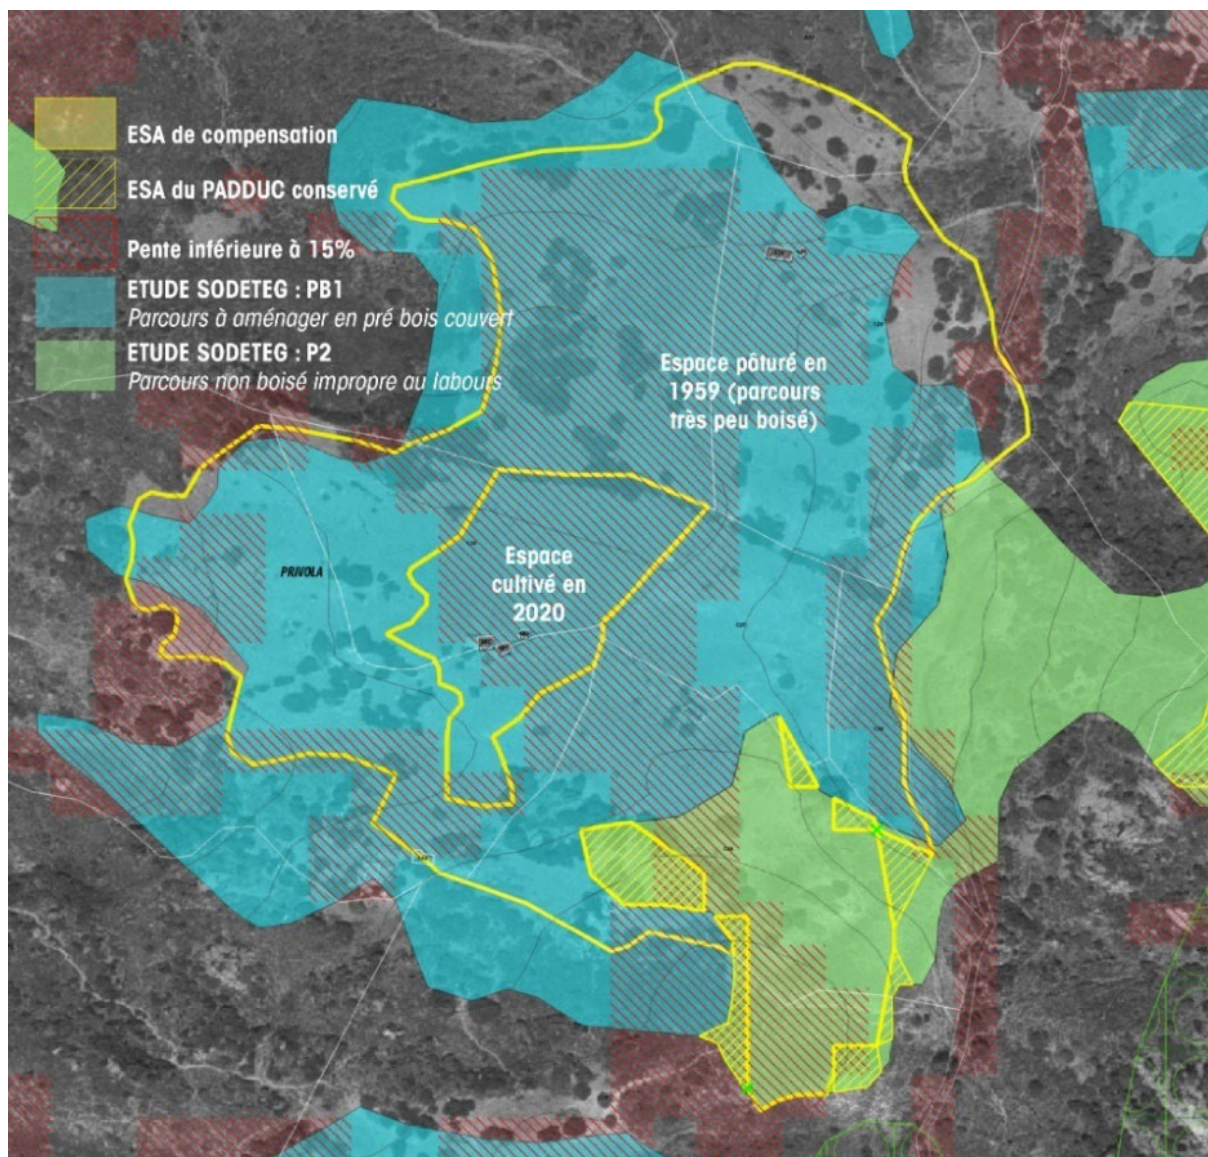 ESA de compensation
ESA du PADDUC conservé
Pente inférieure à 15%
ETUDE SODETEG : PB1
Parcours à aménager en pré bois couvert
ETUDE SODETEG : P2
Parcours non boisé impropre au labours
Espace pâturé en
1959 (parcours
très peu boisé)
Espace
cultivé en
2020
PRIVOLA